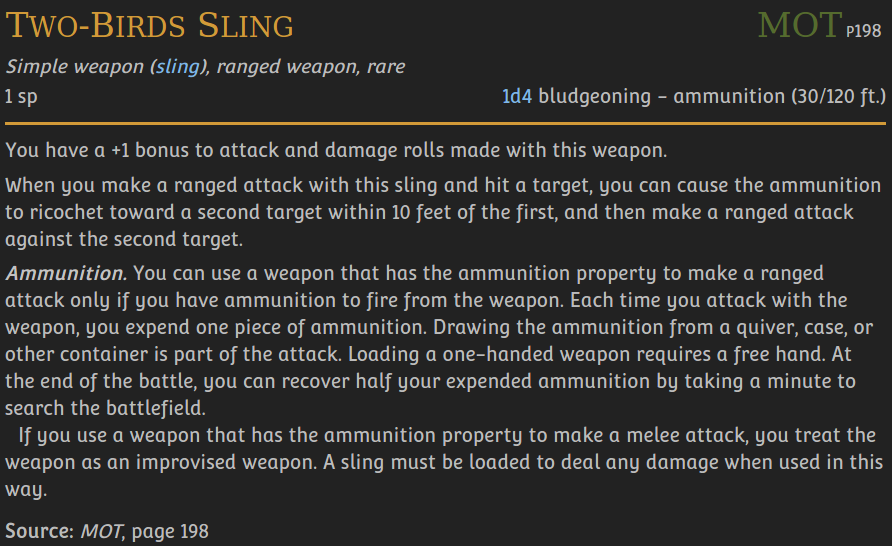 Two-Birds Sling MOT P198
Simple weapon (sling), ranged weapon, rare
1 sp 1d4 bludgeoning – ammunition (30/120 ft.)
You have a +1 bonus to attack and damage rolls made with this weapon.
When you make a ranged attack with this sling and hit a target, you can cause the ammunition
to ricochet toward a second target within 10 feet of the first, and then make a ranged attack
against the second target.
Ammunition. You can use a weapon that has the ammunition property to make a ranged
attack only if you have ammunition to fire from the weapon. Each time you attack with the
weapon, you expend one piece of ammunition. Drawing the ammunition from a quiver, case, or
other container is part of the attack. Loading a one-handed weapon requires a free hand. At
the end of the battle, you can recover half your expended ammunition by taking a minute to
search the battlefield.
If you use a weapon that has the ammunition property to make a melee attack, you treat the
weapon as an improvised weapon. A sling must be loaded to deal any damage when used in this
way.
Source: MOT, page 198